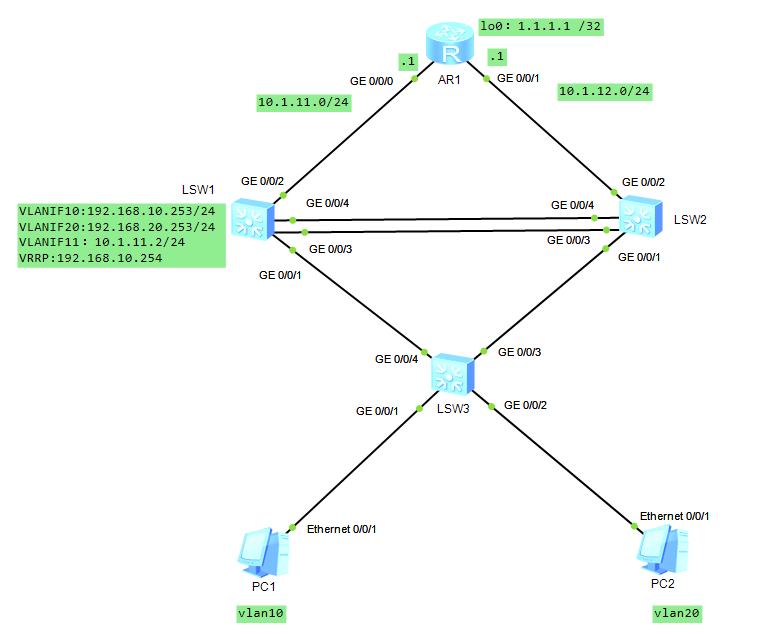 lo0: 1.1.1.1 /32
.1
.1
R
GE 0/0/0
AR1
GE 0/0/1
10.1.11.0/24
10.1.12.0/24
LSW1
GE 0/0/2
GE 0/0/2
VLANIF10:192.168.10.253/24
VLANIF20:192.168.20.253/24
VLANIF11: 10.1.11.2/24
VRRP:192.168.10.254
GE 0/0/4
GE 0/0/4
LSW2
GE 0/0/3
GE 0/0/3
GE 0/0/1
GE 0/0/1
GE 0/0/4
GE 0/0/3
LSW3
GE 0/0/1
GE 0/0/2
Ethernet 0/0/1
Ethernet 0/0/1
PC1
PC2
vlan10
vlan20